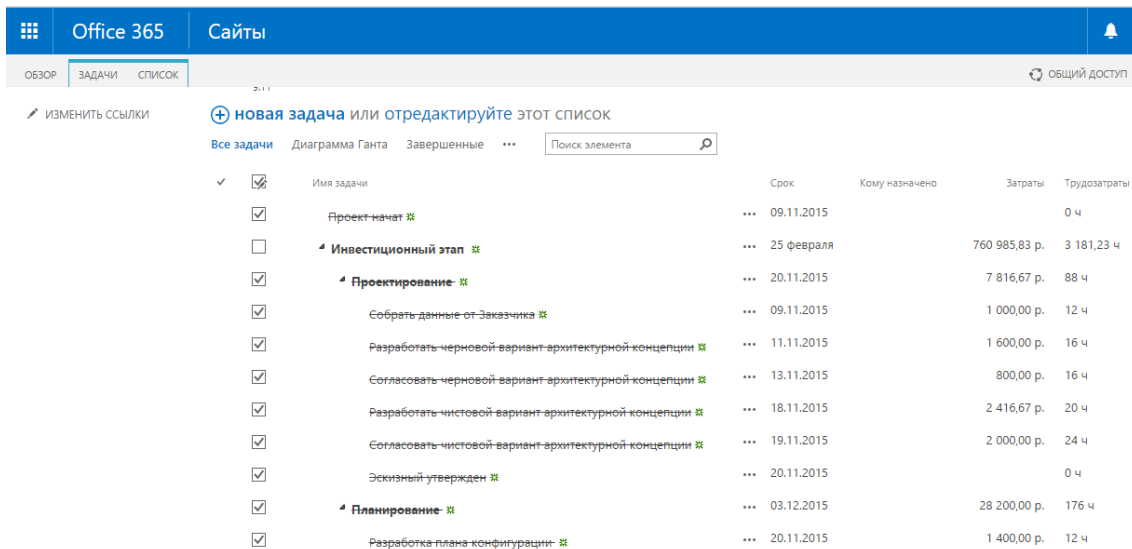 Office 365 Сайты
ОБЗОР ЗАДАЧИ СПИСОК ОБЩИЙ ДОСТУП
ИЗМЕНИТЬ ССЫЛКИ
новая задача или отредактируйте этот список
Все задачи Диаграмма Ганта Завершенные ••• Поиск элемента
Имя задачи Срок Кому назначено Затраты Трудозатраты
Проект начат ••• 09.11.2015 0 ч
Инвестиционный этап ••• 25 февраля 760 985,83 р. 3 181,23 ч
Проектирование ••• 20.11.2015 7 816,67 р. 88 ч
Собрать данные от Заказчика ••• 09.11.2015 1 000,00 р. 12 ч
Разработать черновой вариант архитектурной концепции ••• 11.11.2015 1 600,00 р. 16 ч
Согласовать черновой вариант архитектурной концепции ••• 13.11.2015 800,00 р. 16 ч
Разработать чистовой вариант архитектурной концепции ••• 18.11.2015 2 416,67 р. 20 ч
Согласовать чистовой вариант архитектурной концепции ••• 19.11.2015 2 000,00 р. 24 ч
Эскизный утвержден ••• 20.11.2015 0 ч
Планирование ••• 03.12.2015 28 200,00 р. 176 ч
Разработка плана конфигурации ••• 20.11.2015 1 400,00 р. 12 ч